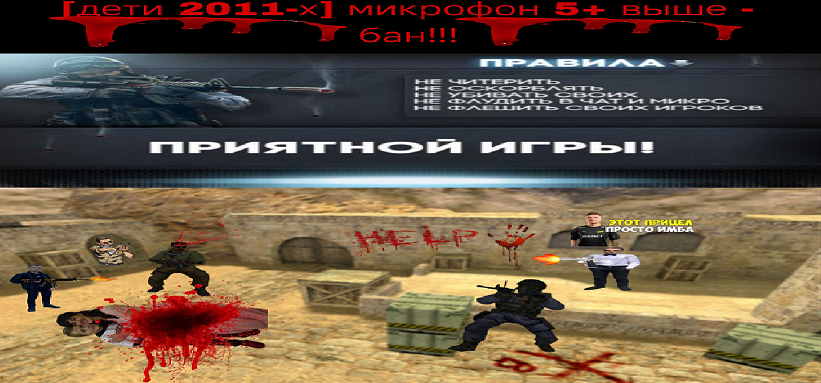 [дети 2011-х] микрофон 5+ выше -
бан!!!
ПРАВИЛА
НЕ ЧИТЕРИТЬ
НЕ ОСКОРБЛЯТЬ
НЕ УБИВАТЬ СВОИХ
НЕ ФЛУДИТЬ В ЧАТ И МИКРО
НЕ ФЛЕШИТЬ СВОИХ ИГРОКОВ
ПРИЯТНОЙ ИГРЫ!
HELP
ЭТОТ ПРИЦЕЛ
ПРОСТО ИМБА